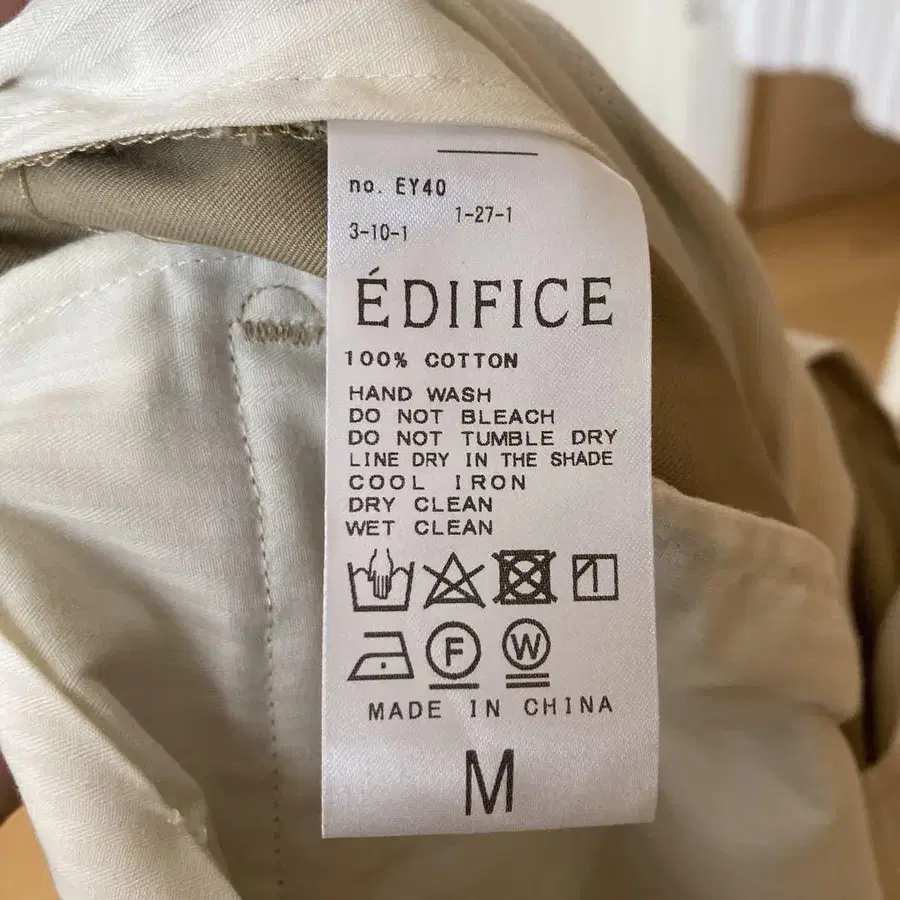 no. EY40
1-27-1
3-10-1
ÉDIFICE
100% COTTON
HAND WASH
DO NOT BLEACH
DO NOT TUMBLE DRY
LINE DRY IN THE SHADE
COOL IRON
DRY CLEAN
WET CLEAN
F W
MADE IN CHINA
M